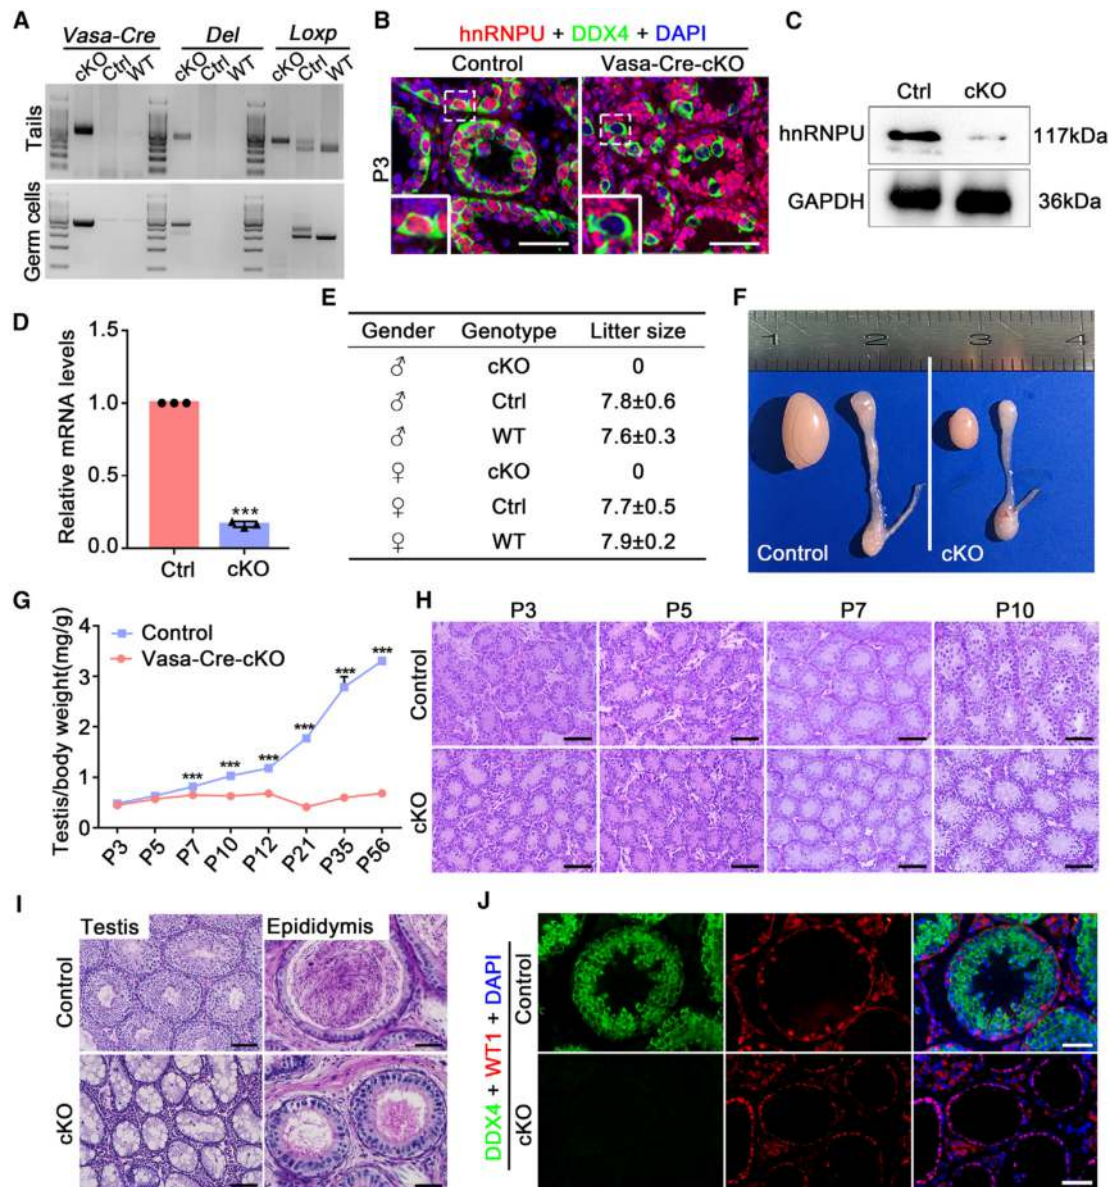 A
Vasa-Cre Del Loxp
cKO Ctrl WT cKO Ctrl WT cKO Ctrl WT
Tails
Germ cells
B
hnRNPU + DDX4 + DAPI
Control Vasa-Cre-cKO
P3
C
Ctrl cKO
hnRNPU 117kDa
GAPDH 36kDa
D
Relative mRNA levels
1.5
1.0
0.5
0.0
***
Ctrl cKO
E
Gender Genotype Litter size
♂ cKO 0
♂ Ctrl 7.8±0.6
♂ WT 7.6±0.3
♀ cKO 0
♀ Ctrl 7.7±0.5
♀ WT 7.9±0.2
F
1 2 3 4
Control cKO
G
Testis/body weight(mg/g)
4
3
2
1
0
Control
Vasa-Cre-cKO
*** *** *** *** *** ***
P3 P5 P7 P10 P12 P21 P35 P56
H
P3 P5 P7 P10
Control
cKO
I
Testis Epididymis
Control
cKO
J
DDX4 + WT1 + DAPI
Control
cKO